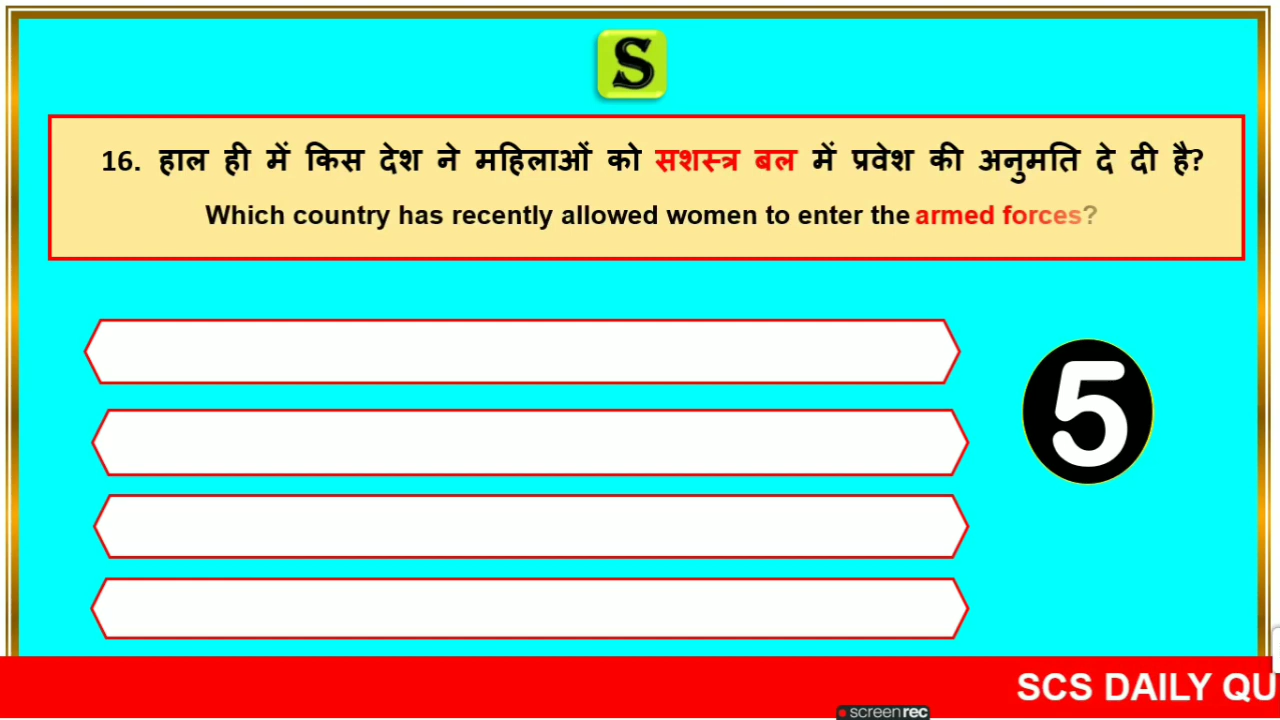 S
16. हाल ही में किस देश ने महिलाओं को सशस्त्र बल में प्रवेश की अनुमति दे दी है?
Which country has recently allowed women to enter the armed forces?
5
SCS DAILY QU
screenrec